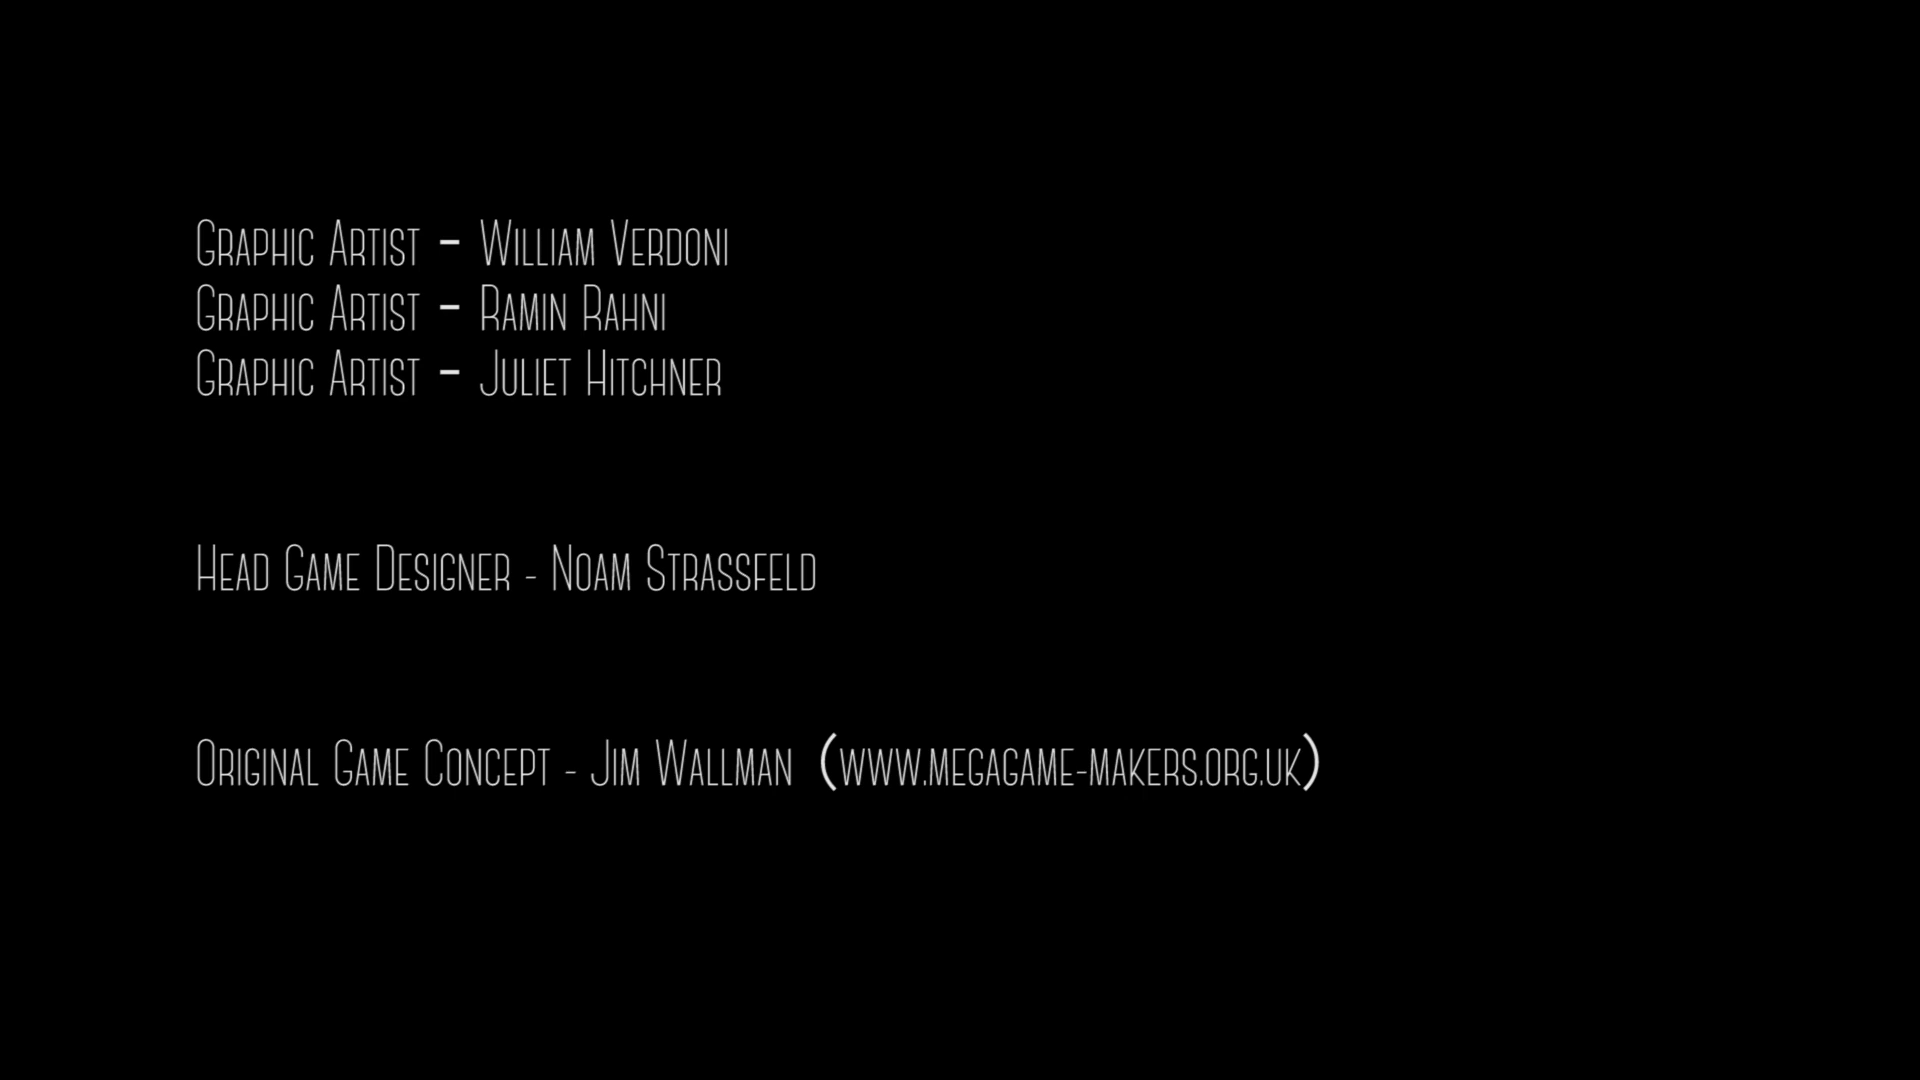 Graphic Artist - William Verdoni
Graphic Artist - Ramin Rahni
Graphic Artist - Juliet Hitchner
Head Game Designer - Noam Strassfeld
Original Game Concept - Jim Wallman (www.megagame-makers.org.uk)